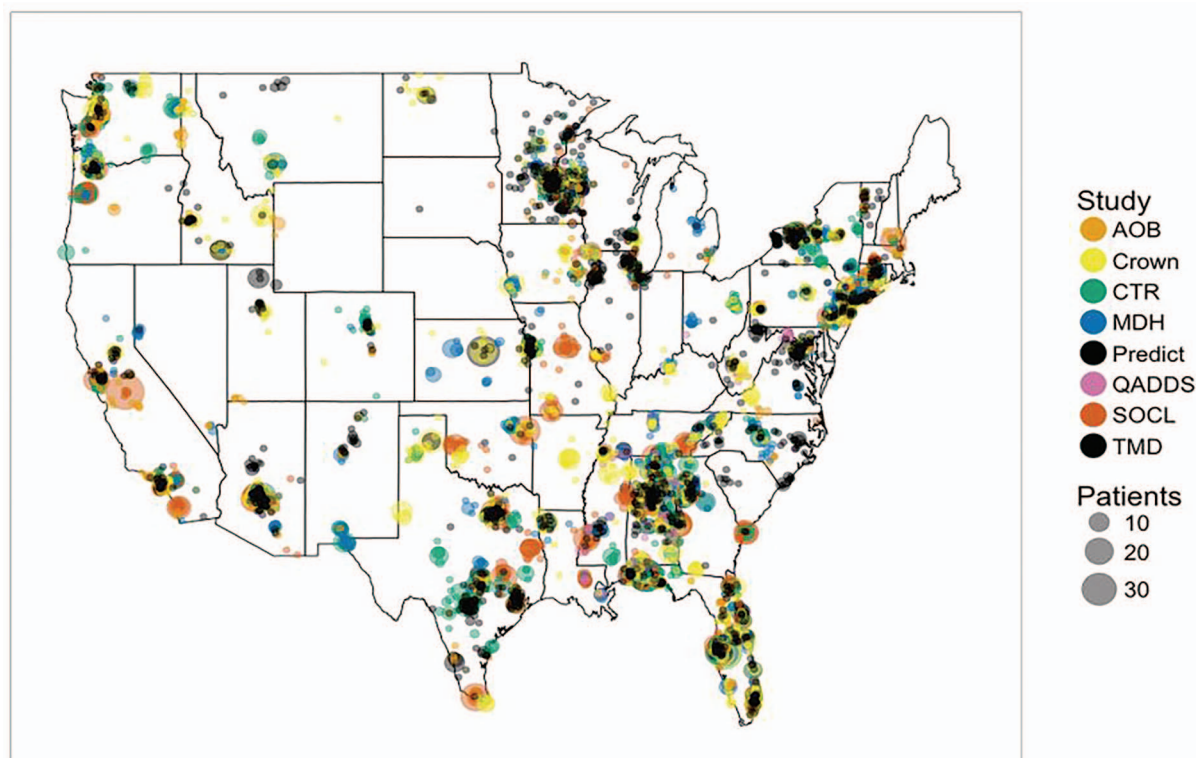 Study
AOB
Crown
CTR
MDH
Predict
QADDS
SOCL
TMD
Patients
10
20
30